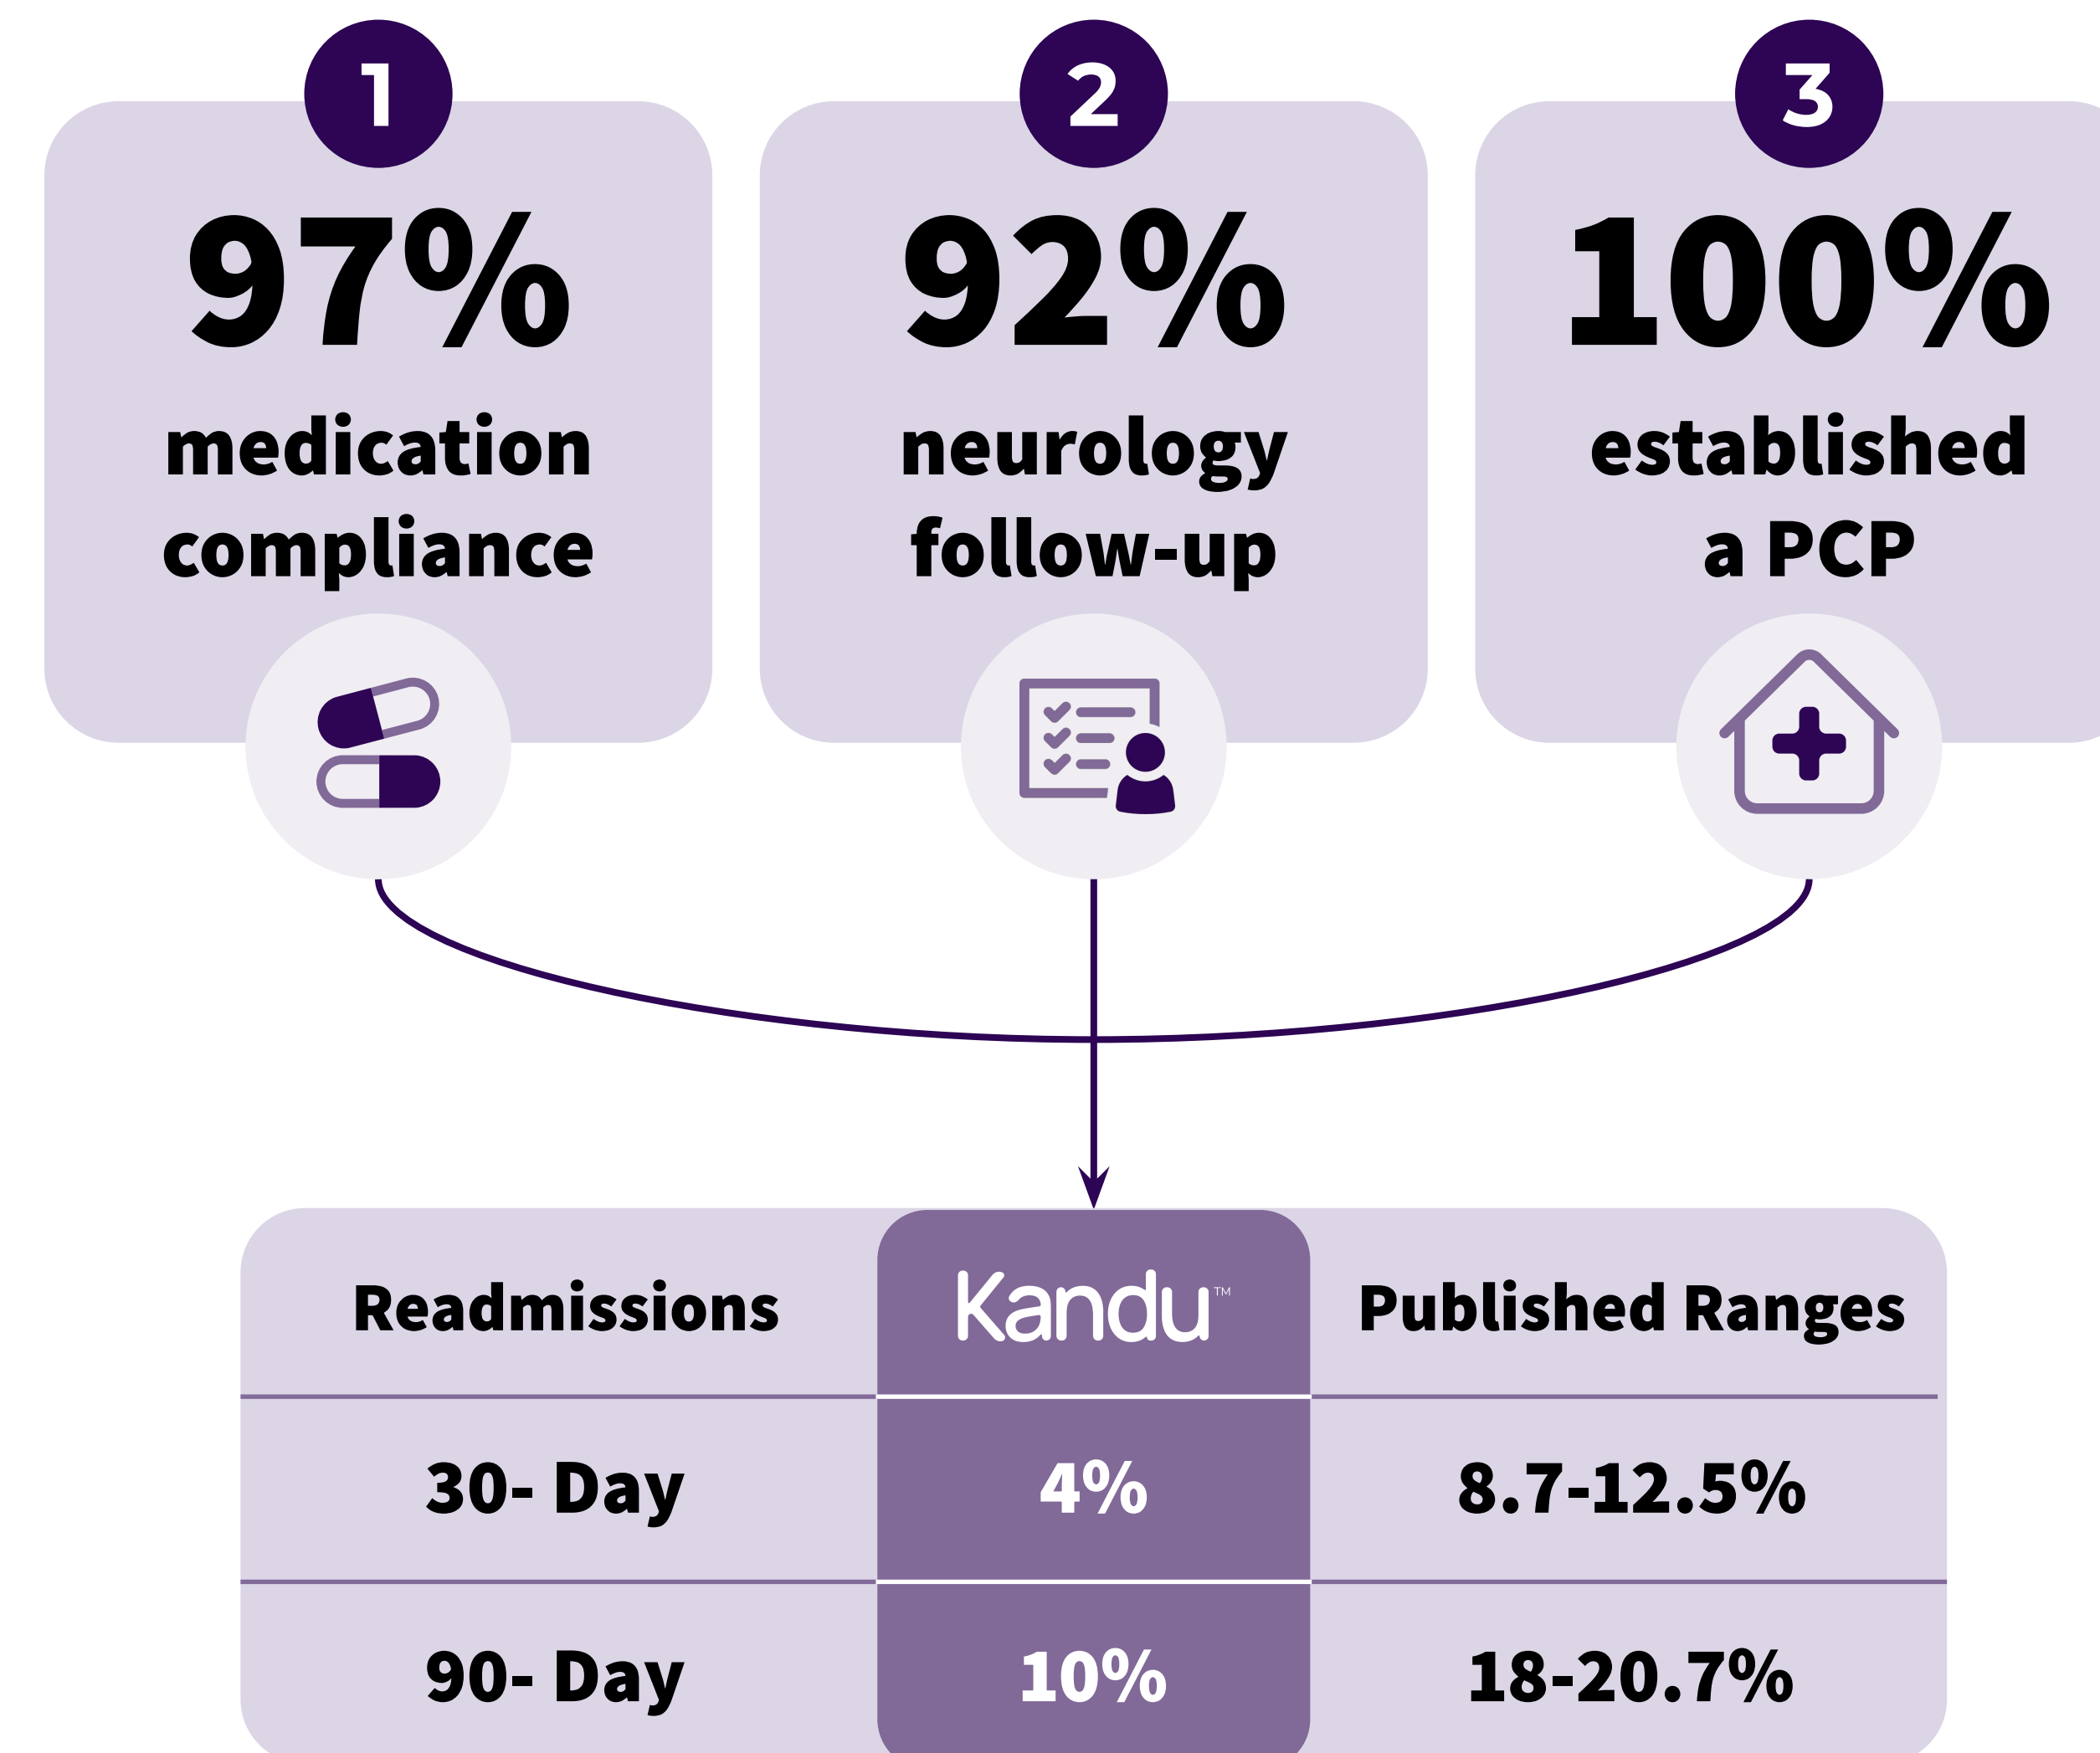 1
97%
medication
compliance
2
92%
neurology
follow-up
3
100%
established
a PCP
Readmissions Kandu™ Published Ranges
30- Day 4% 8.7-12.5%
90- Day 10% 18-20.7%